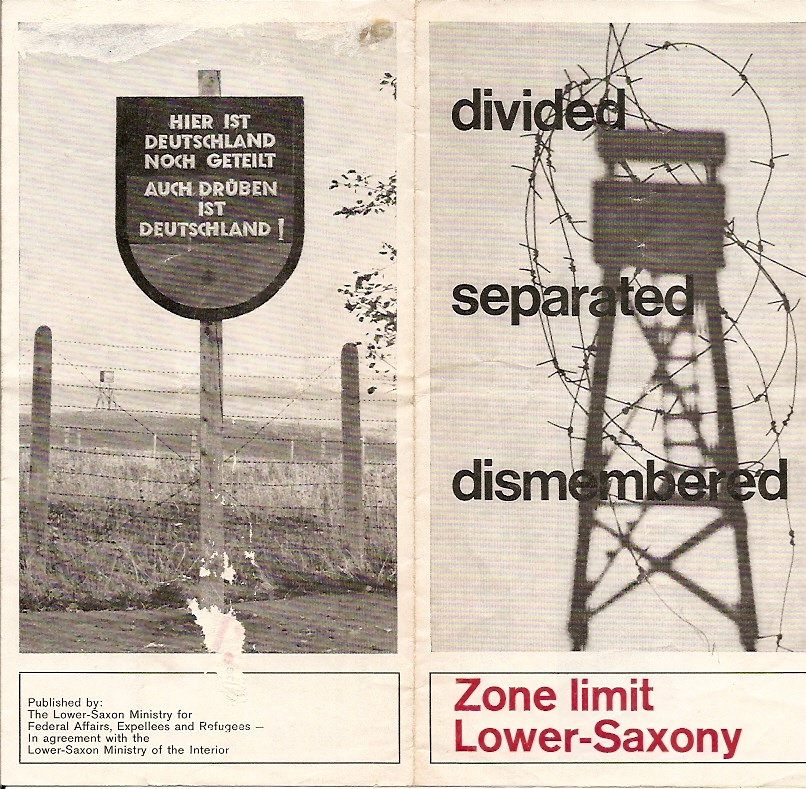 HIER IST
DEUTSCHLAND
NOCH GETEILT
AUCH DRÜBEN
IST
DEUTSCHLAND!
Published by:
The Lower-Saxon Ministry for
Federal Affairs, Expellees and Refugees —
In agreement with the
Lower-Saxon Ministry of the Interior
divided
separated
dismembered
Zone limit
Lower-Saxony